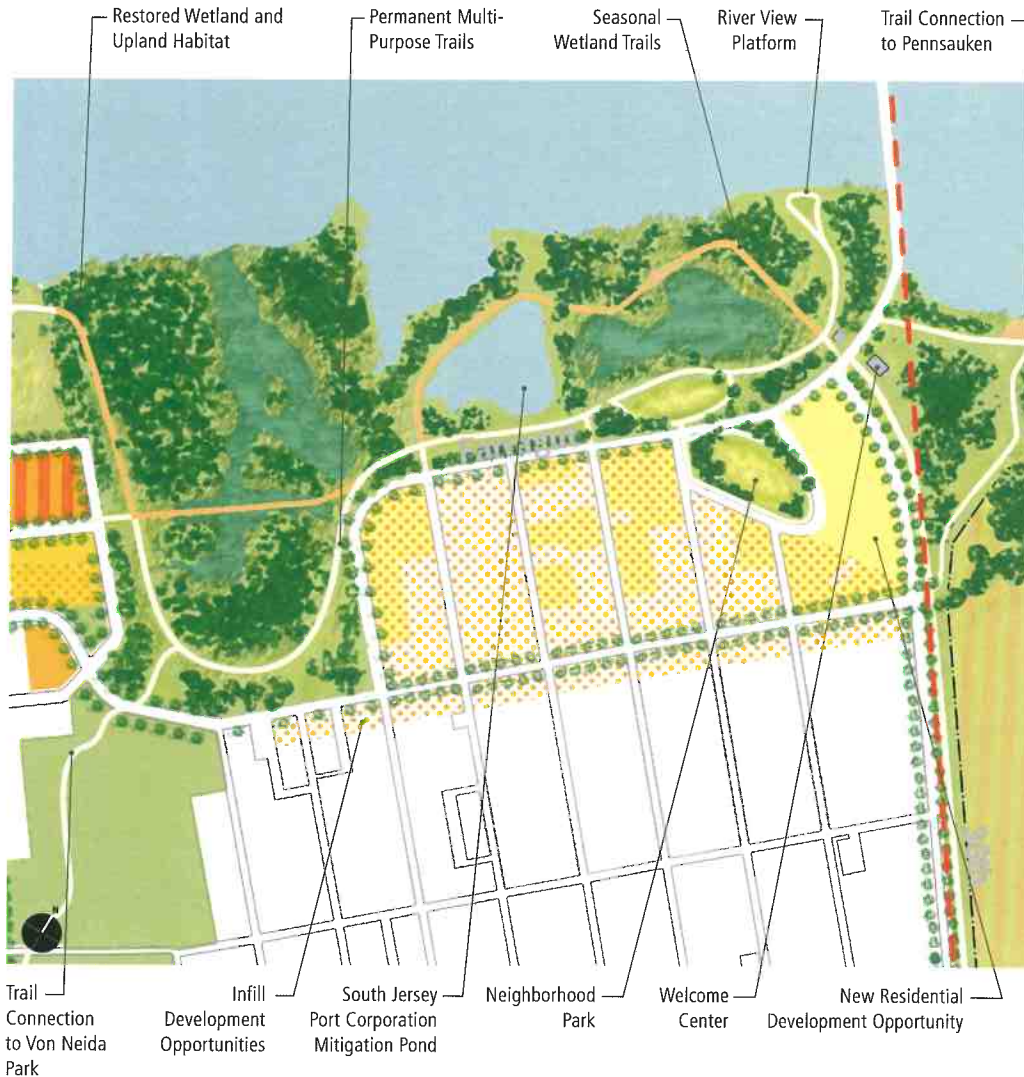 Restored Wetland and
Upland Habitat
Permanent Multi-
Purpose Trails
Seasonal
Wetland Trails
River View
Platform
Trail Connection
to Pennsauken
N
Trail
Connection
to Von Neida
Park
Infill
Development
Opportunities
South Jersey
Port Corporation
Mitigation Pond
Neighborhood
Park
Welcome
Center
New Residential
Development Opportunity